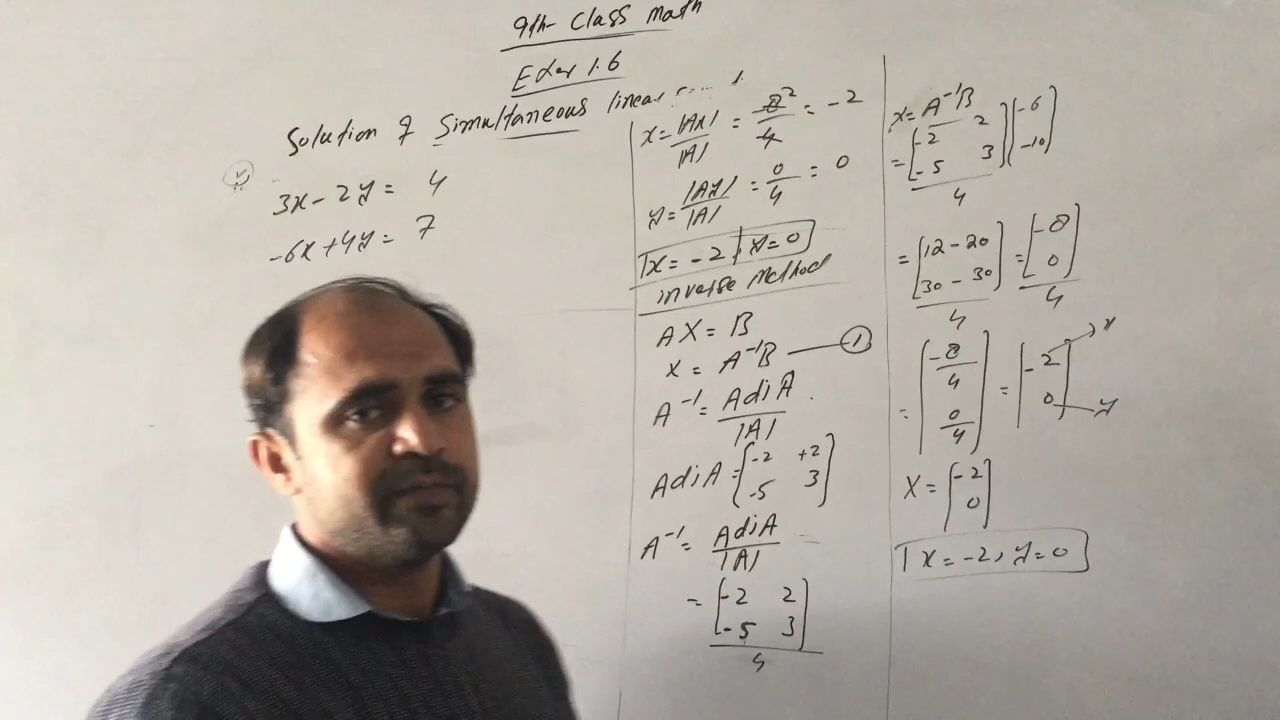 9th- Class Math
Exer 1.6
Solution of Simultaneous linear
3x - 2y = 4
-6x + 4y = 7
x = |Ax| / |A| = -8 2 / 4 = -2
y = |Ay| / |A| = 0/4 = 0
x = -2 | y = 0
inverse Method
AX = B
X = A⁻¹B — 1
A⁻¹ = AdjA / |A|
AdjA = [-2 +2
-5 3]
A⁻¹ = AdjA / |A|
= [-2 2
-5 3] / 4
X = A⁻¹B
= [-2 2
-5 3] [-6
-10] / 4
= [12 - 20
30 - 30] / 4 = [-8
0] / 4
= [-8/4
0/4] = [-2 → x
0 → y]
X = [-2
0]
x = -2, y = 0